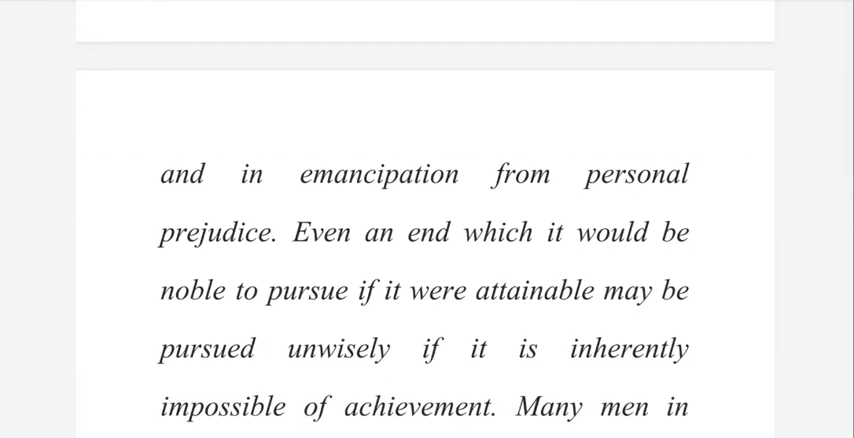 and in emancipation from personal
prejudice. Even an end which it would be
noble to pursue if it were attainable may be
pursued unwisely if it is inherently
impossible of achievement. Many men in